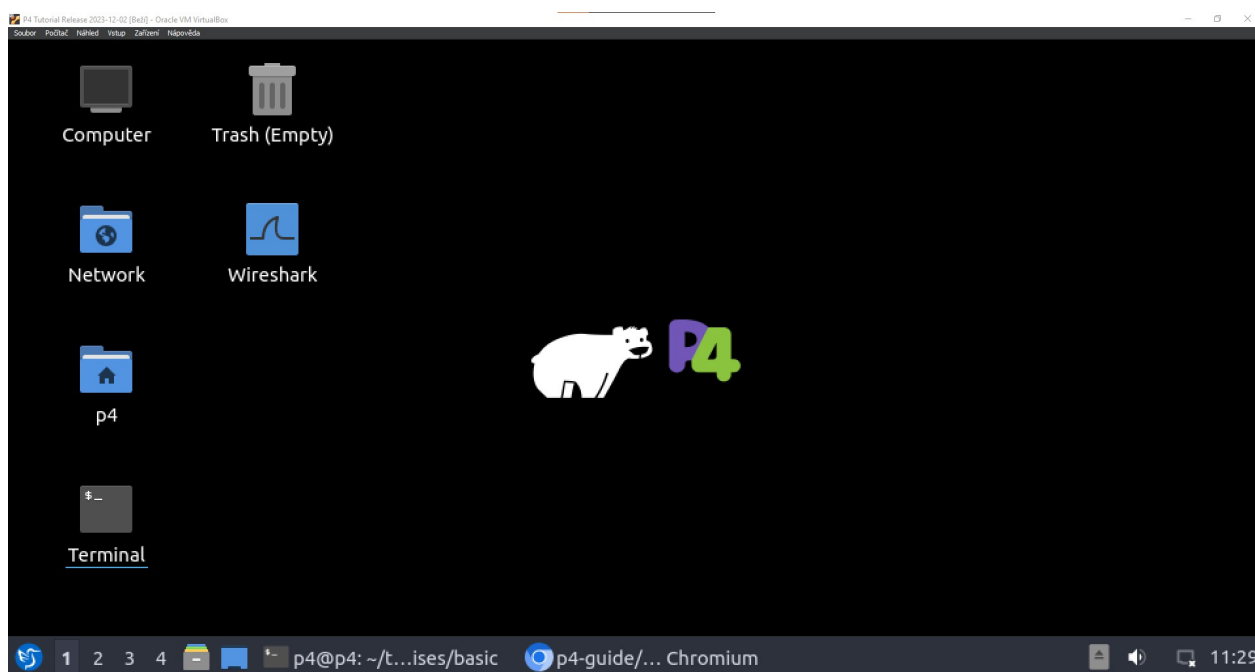 P4 Tutorial Release 2023-12-02 [Beží] - Oracle VM VirtualBox
Soubor Počítač Náhled Vstup Zařízení Nápověda
Computer Trash (Empty)
Network Wireshark
P4
p4
$_
Terminal
1 2 3 4 $_ p4@p4: ~/t...ises/basic p4-guide/... Chromium 11:29